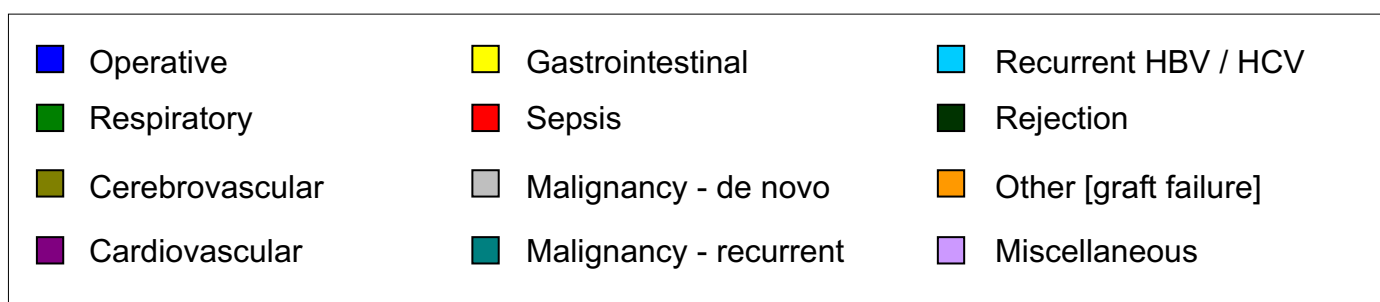 Operative
Gastrointestinal
Recurrent HBV / HCV
Respiratory
Sepsis
Rejection
Cerebrovascular
Malignancy - de novo
Other [graft failure]
Cardiovascular
Malignancy - recurrent
Miscellaneous